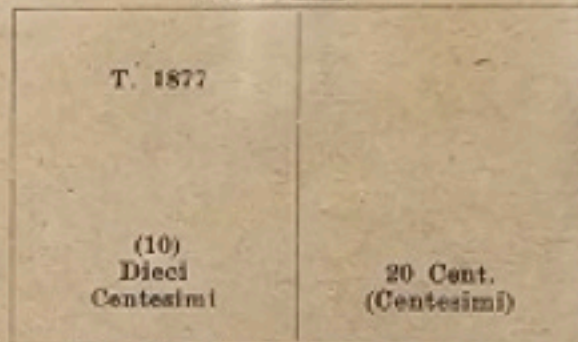 T. 1877
(10)
Dieci
Centesimi
20 Cent.
(Centesimi)